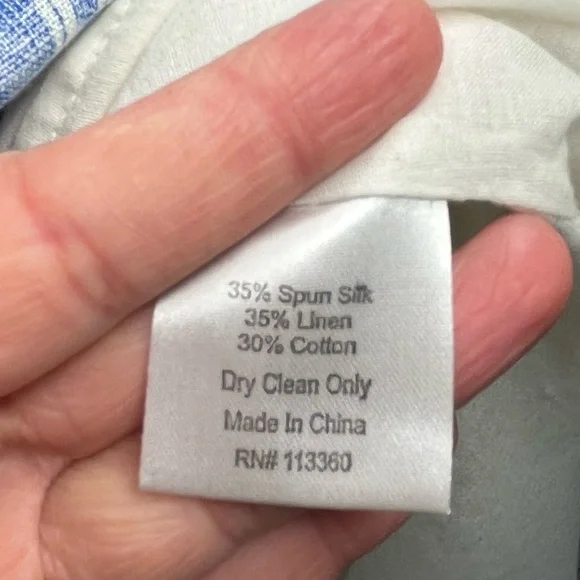 35% Spun Silk
35% Linen
30% Cotton
Dry Clean Only
Made In China
RN# 113360